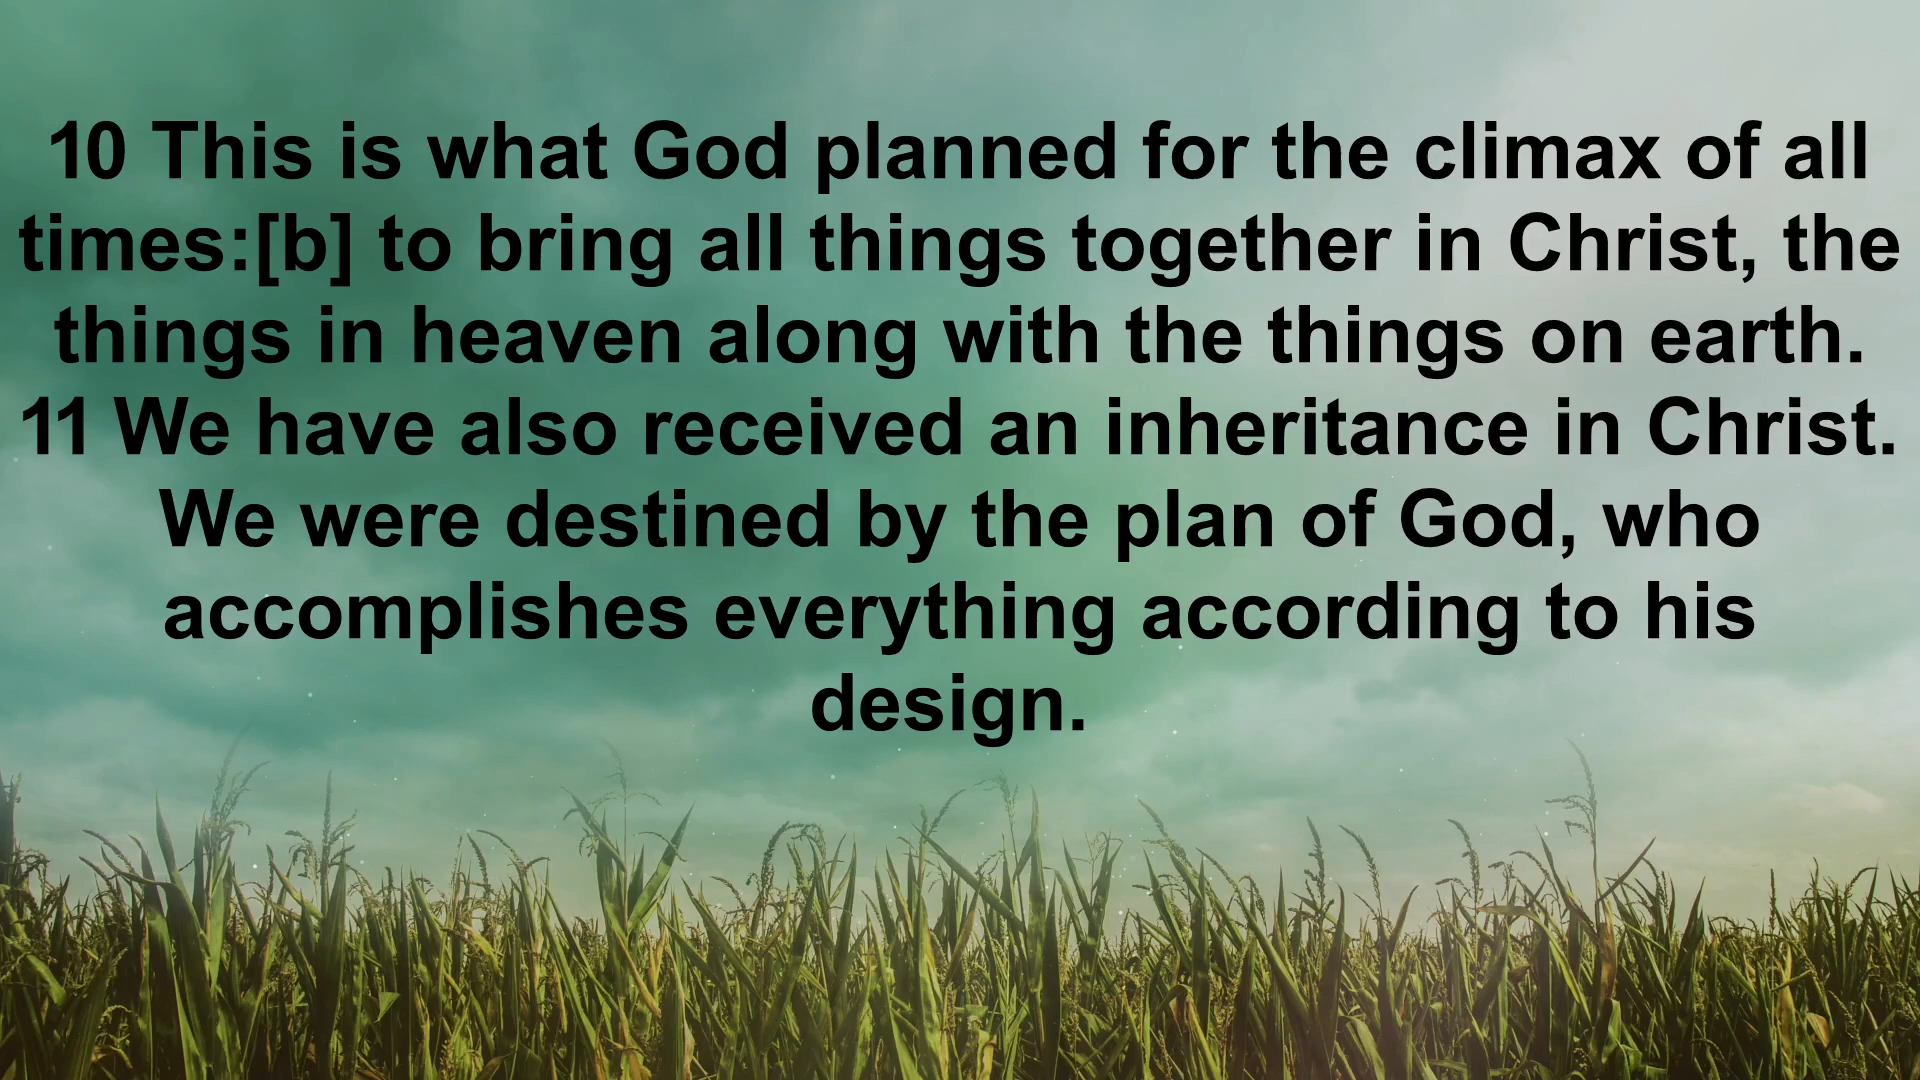 10 This is what God planned for the climax of all
times:[b] to bring all things together in Christ, the
things in heaven along with the things on earth.
11 We have also received an inheritance in Christ.
We were destined by the plan of God, who
accomplishes everything according to his
design.